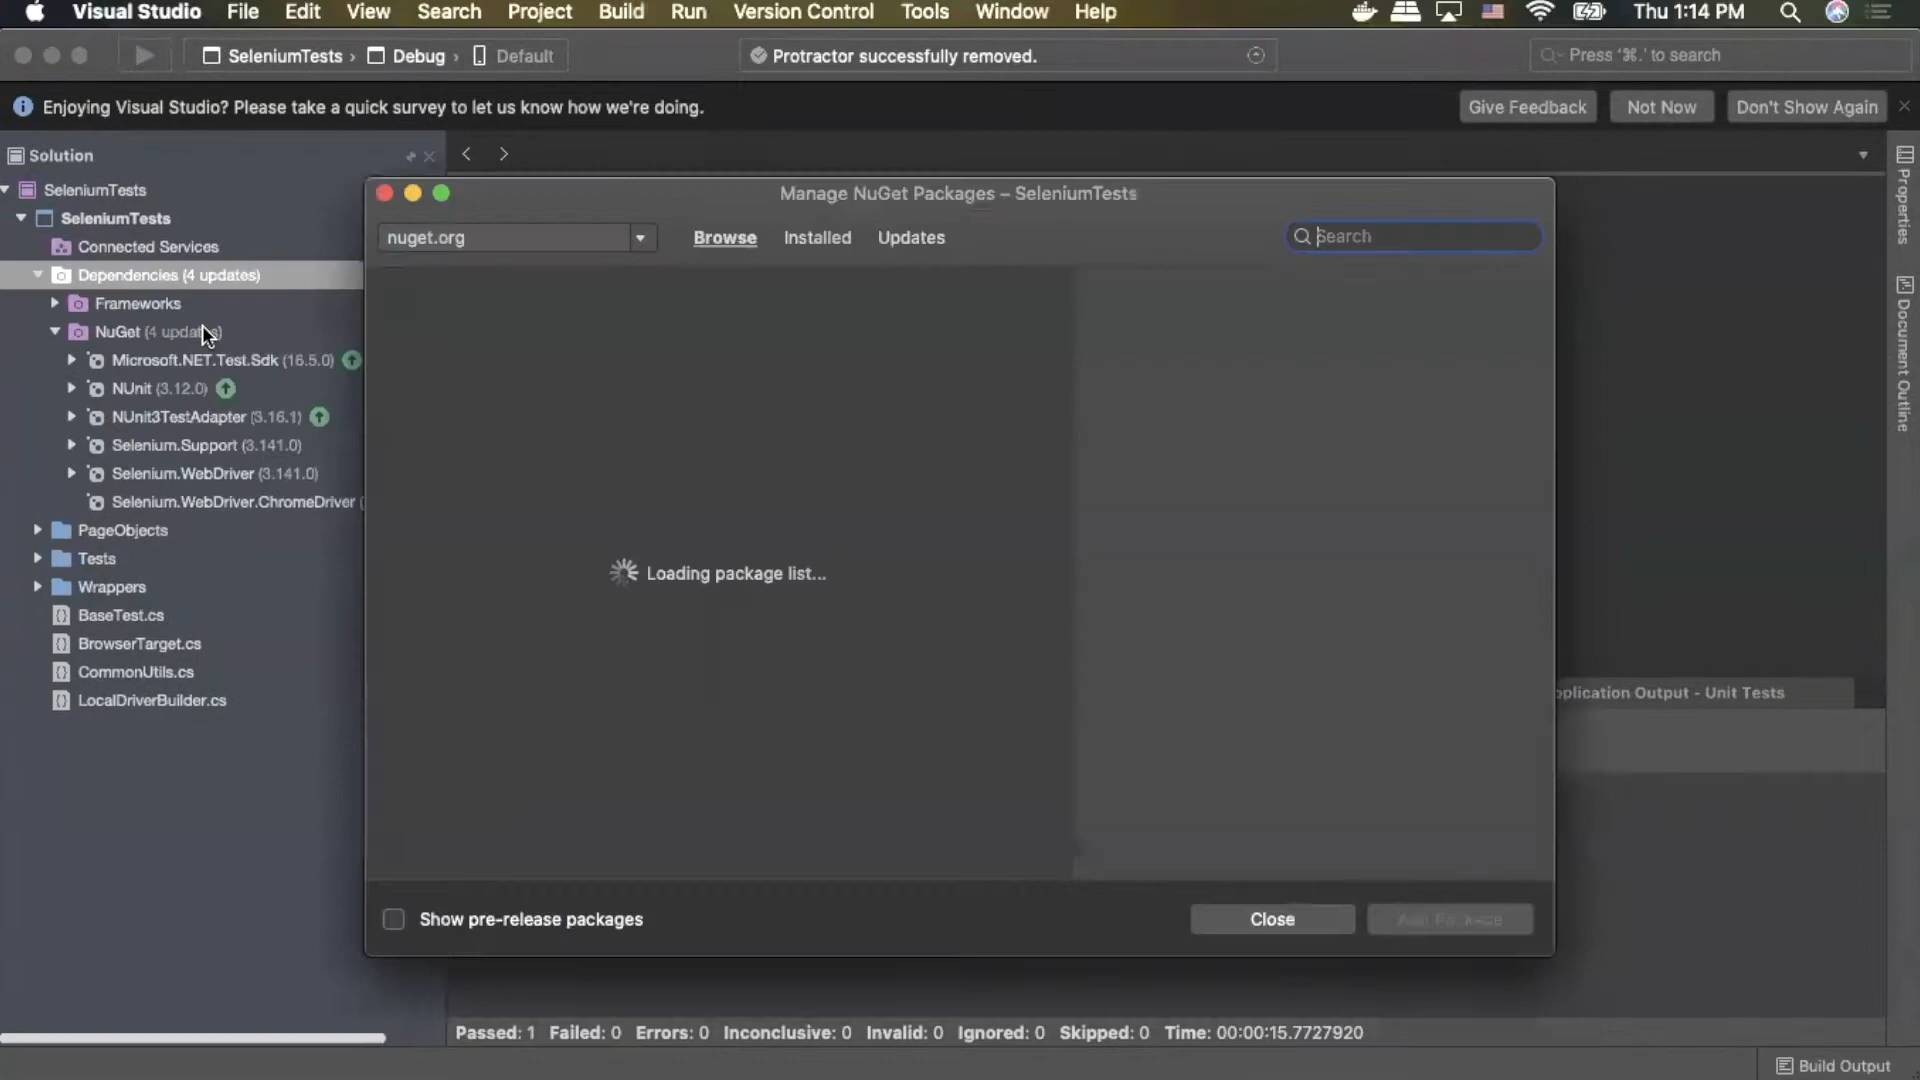 Visual Studio File Edit View Search Project Build Run Version Control Tools Window Help Thu 1:14 PM
SeleniumTests › Debug › Default
Protractor successfully removed.
Press '⌘.' to search
Enjoying Visual Studio? Please take a quick survey to let us know how we're doing.
Give Feedback Not Now Don't Show Again
Solution
SeleniumTests
SeleniumTests
Connected Services
Dependencies (4 updates)
Frameworks
NuGet (4 updates)
Microsoft.NET.Test.Sdk (16.5.0)
NUnit (3.12.0)
NUnit3TestAdapter (3.16.1)
Selenium.Support (3.141.0)
Selenium.WebDriver (3.141.0)
Selenium.WebDriver.ChromeDriver (
PageObjects
Tests
Wrappers
BaseTest.cs
BrowserTarget.cs
CommonUtils.cs
LocalDriverBuilder.cs
Manage NuGet Packages – SeleniumTests
nuget.org
Browse Installed Updates
Search
Loading package list...
Show pre-release packages
Close
Add Package
Properties
Document Outline
pplication Output - Unit Tests
Passed: 1 Failed: 0 Errors: 0 Inconclusive: 0 Invalid: 0 Ignored: 0 Skipped: 0 Time: 00:00:15.7727920
Build Output